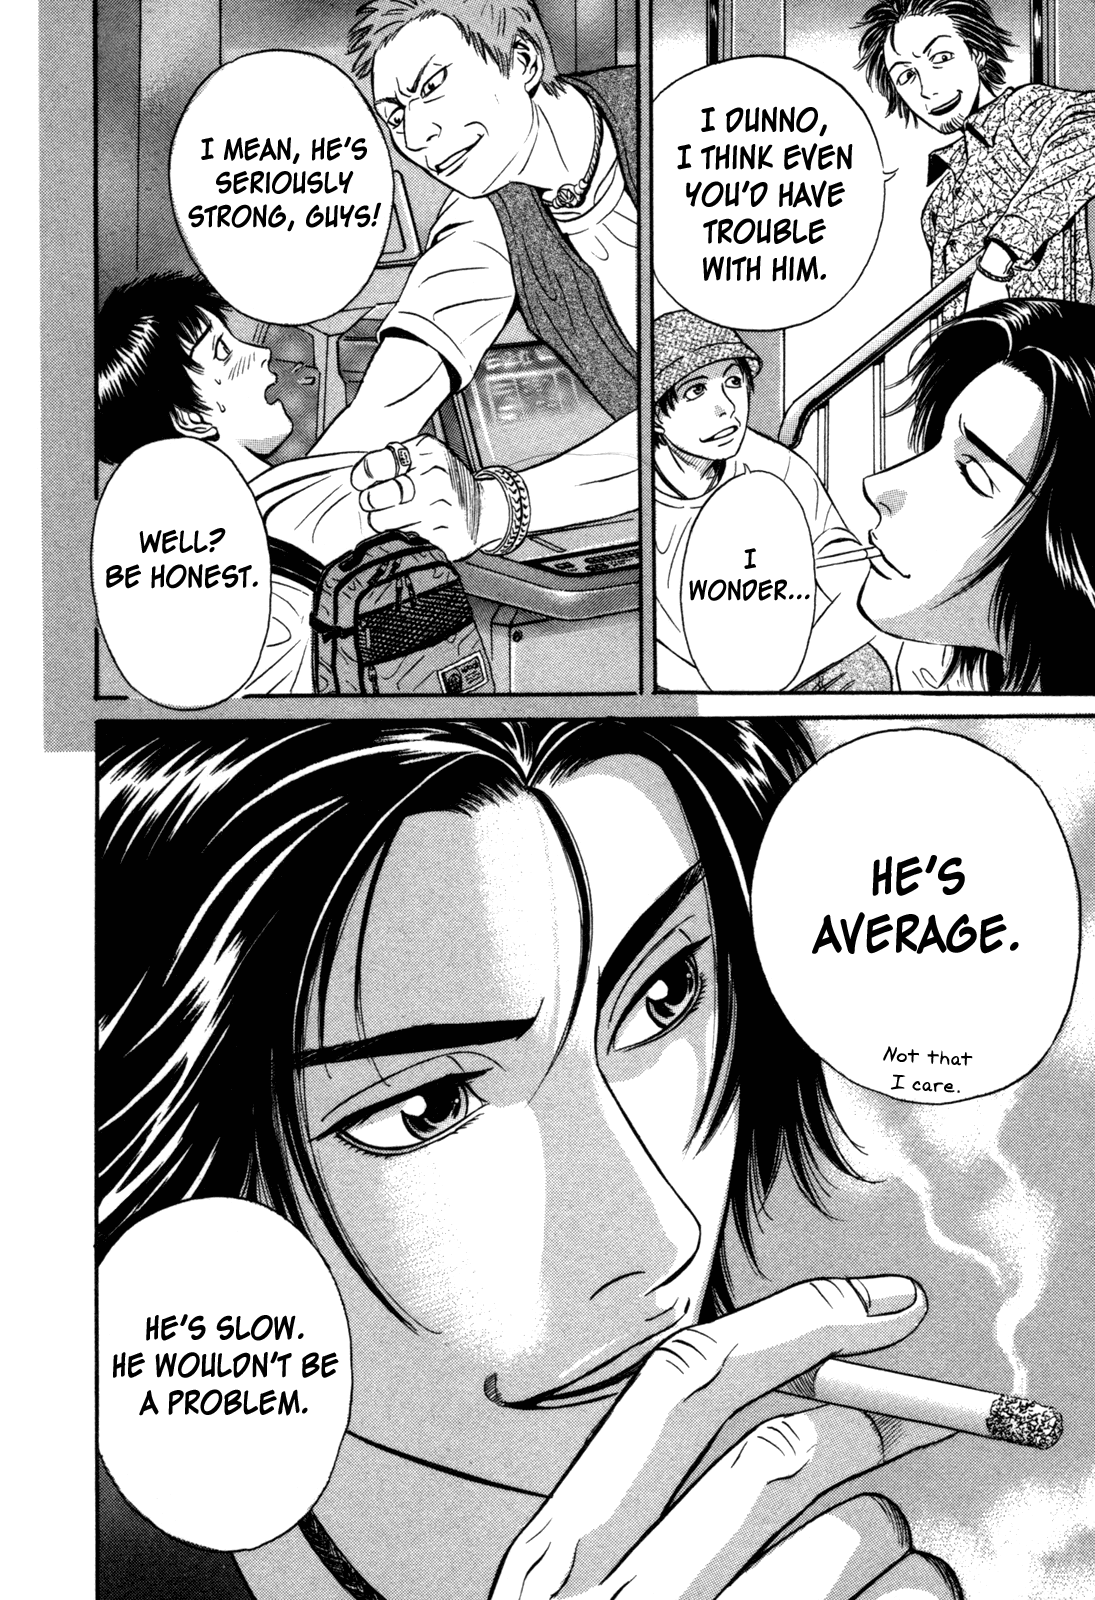 I DUNNO,
I THINK EVEN
YOU'D HAVE
TROUBLE
WITH HIM.
I
WONDER...
I MEAN, HE'S
SERIOUSLY
STRONG, GUYS!
WELL?
BE HONEST.
HE'S
AVERAGE.
Not that
I care.
HE'S SLOW.
HE WOULDN'T BE
A PROBLEM.